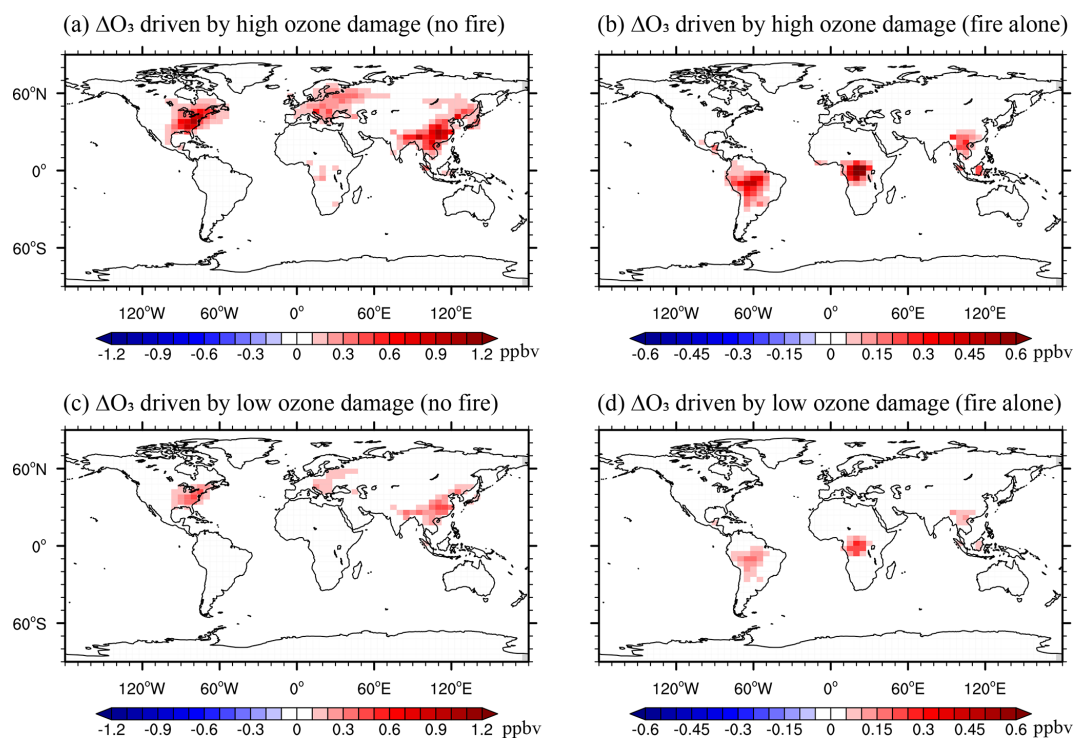 (a) ΔO₃ driven by high ozone damage (no fire)
(b) ΔO₃ driven by high ozone damage (fire alone)
60°N
0°
60°S
120°W 60°W 0° 60°E 120°E
-1.2 -0.9 -0.6 -0.3 0 0.3 0.6 0.9 1.2 ppbv
60°N
0°
60°S
120°W 60°W 0° 60°E 120°E
-0.6 -0.45 -0.3 -0.15 0 0.15 0.3 0.45 0.6 ppbv
(c) ΔO₃ driven by low ozone damage (no fire)
(d) ΔO₃ driven by low ozone damage (fire alone)
60°N
0°
60°S
120°W 60°W 0° 60°E 120°E
-1.2 -0.9 -0.6 -0.3 0 0.3 0.6 0.9 1.2 ppbv
60°N
0°
60°S
120°W 60°W 0° 60°E 120°E
-0.6 -0.45 -0.3 -0.15 0 0.15 0.3 0.45 0.6 ppbv